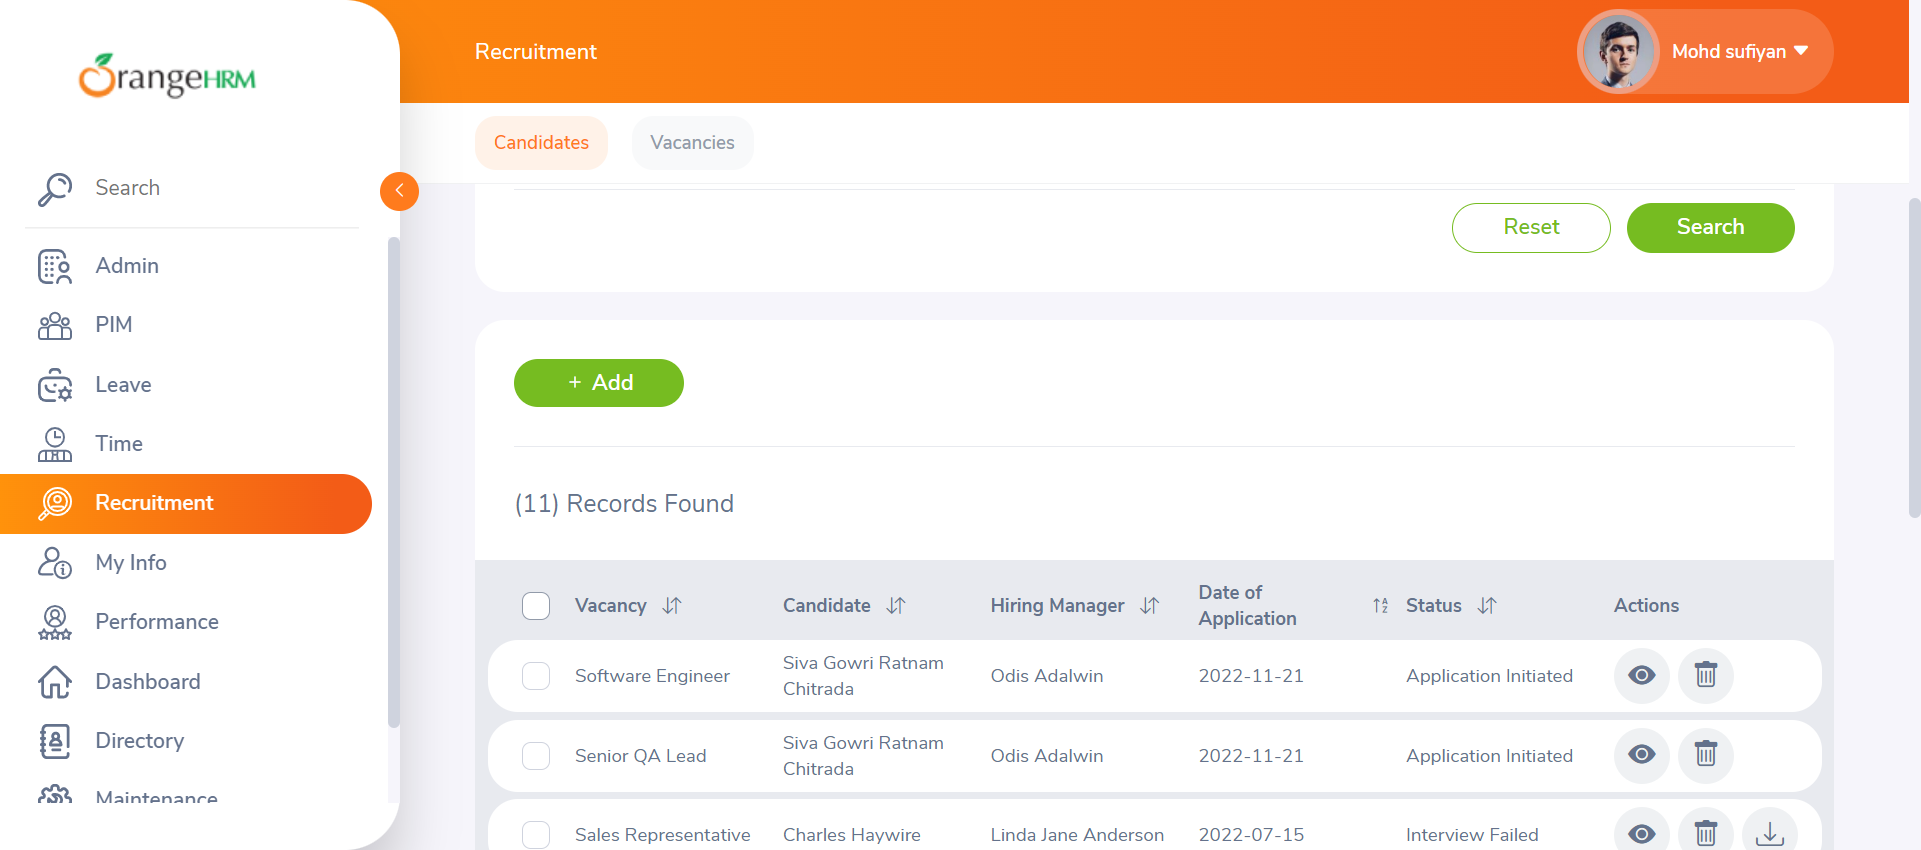 OrangeHRM
Recruitment
Mohd sufiyan
Candidates
Vacancies
Search
Reset
Search
Admin
PIM
Leave
Time
Recruitment
My Info
Performance
Dashboard
Directory
Maintenance
+ Add
(11) Records Found
Vacancy Candidate Hiring Manager Date of Application Status Actions
Software Engineer Siva Gowri Ratnam Chitrada Odis Adalwin 2022-11-21 Application Initiated
Senior QA Lead Siva Gowri Ratnam Chitrada Odis Adalwin 2022-11-21 Application Initiated
Sales Representative Charles Haywire Linda Jane Anderson 2022-07-15 Interview Failed